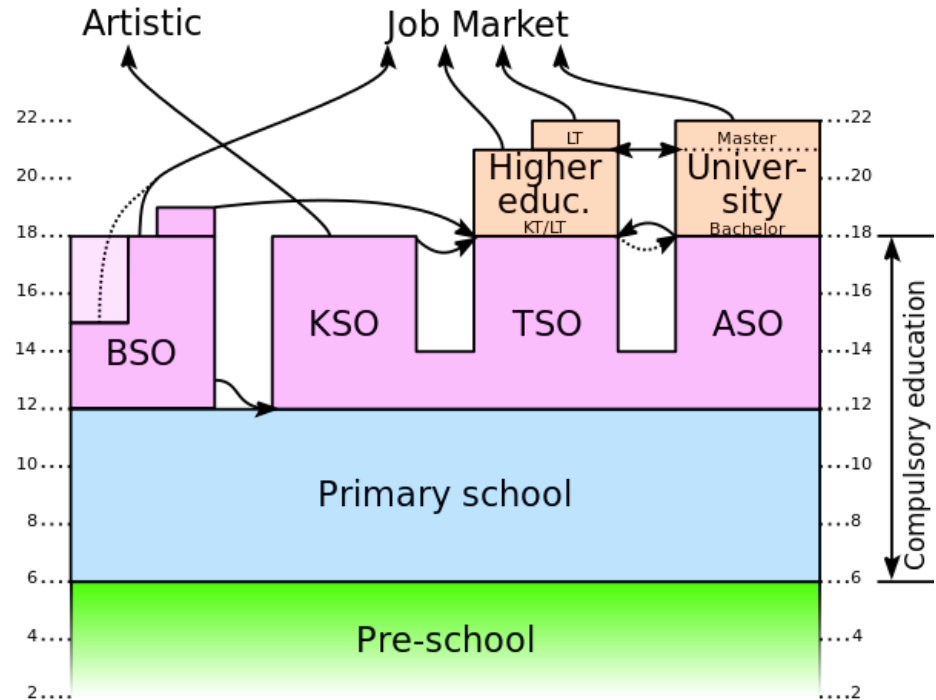 Artistic
Job Market
22.... ....22
LT
Master
20.... ....20
Higher
educ.
KT/LT
Univer-
sity
Bachelor
18.... ....18
16.... ....16
KSO
TSO
ASO
BSO
14.... ....14
12.... ....12
10.... ....10
Primary school
8.... ....8
6.... ....6
Compulsory education
4.... ....4
Pre-school
2.... ....2